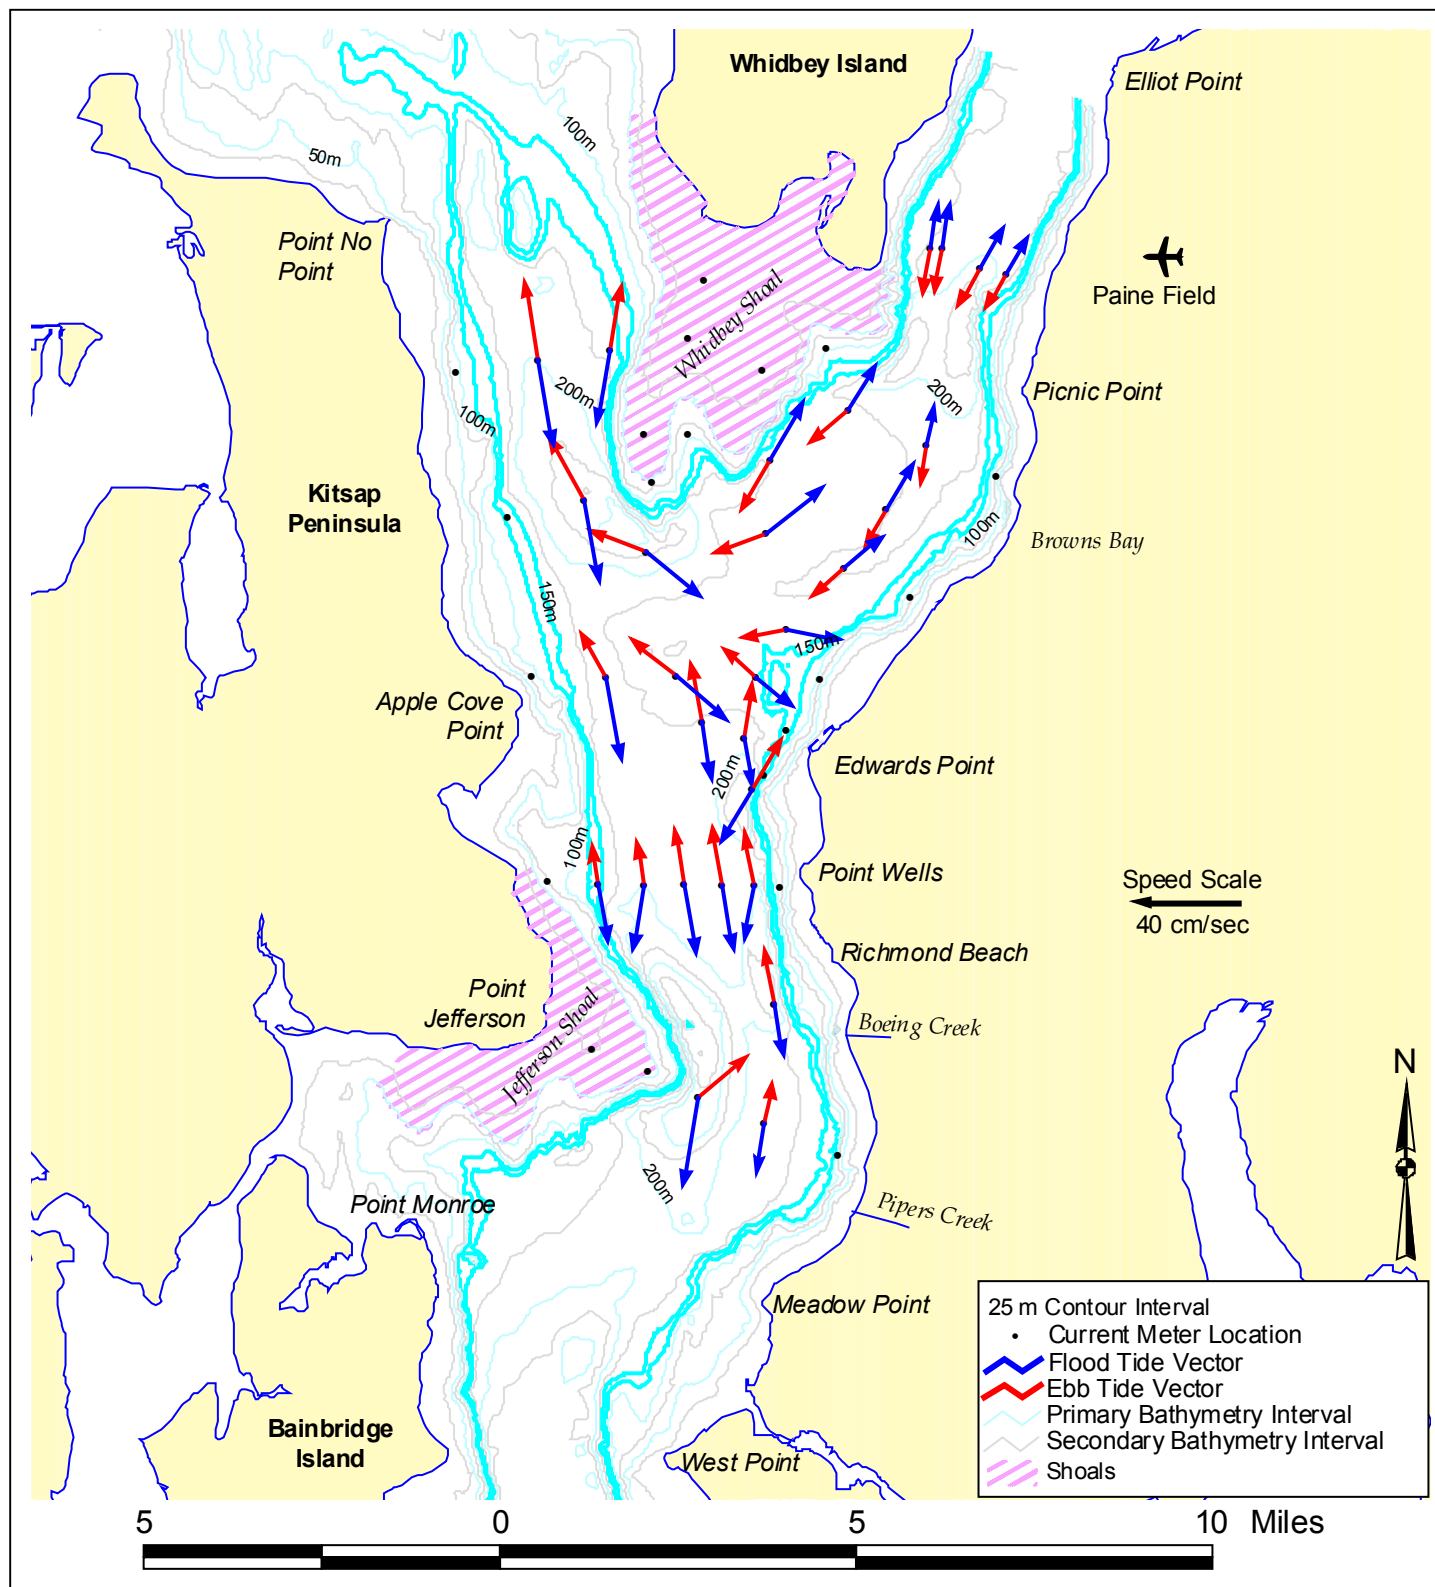 Whidbey Island
Elliot Point
100m
50m
Point No
Point
Paine Field
Whidbey Shoal
200m
200m
Picnic Point
100m
Kitsap
Peninsula
100m
Browns Bay
150m
150m
Apple Cove
Point
Edwards Point
200m
100m
Point Wells
Speed Scale
40 cm/sec
Richmond Beach
Point
Jefferson
Jefferson Shoal
Boeing Creek
N
200m
Point Monroe
Pipers Creek
Meadow Point
25 m Contour Interval
Current Meter Location
Flood Tide Vector
Ebb Tide Vector
Primary Bathymetry Interval
Secondary Bathymetry Interval
Shoals
Bainbridge
Island
West Point
5 0 5 10 Miles